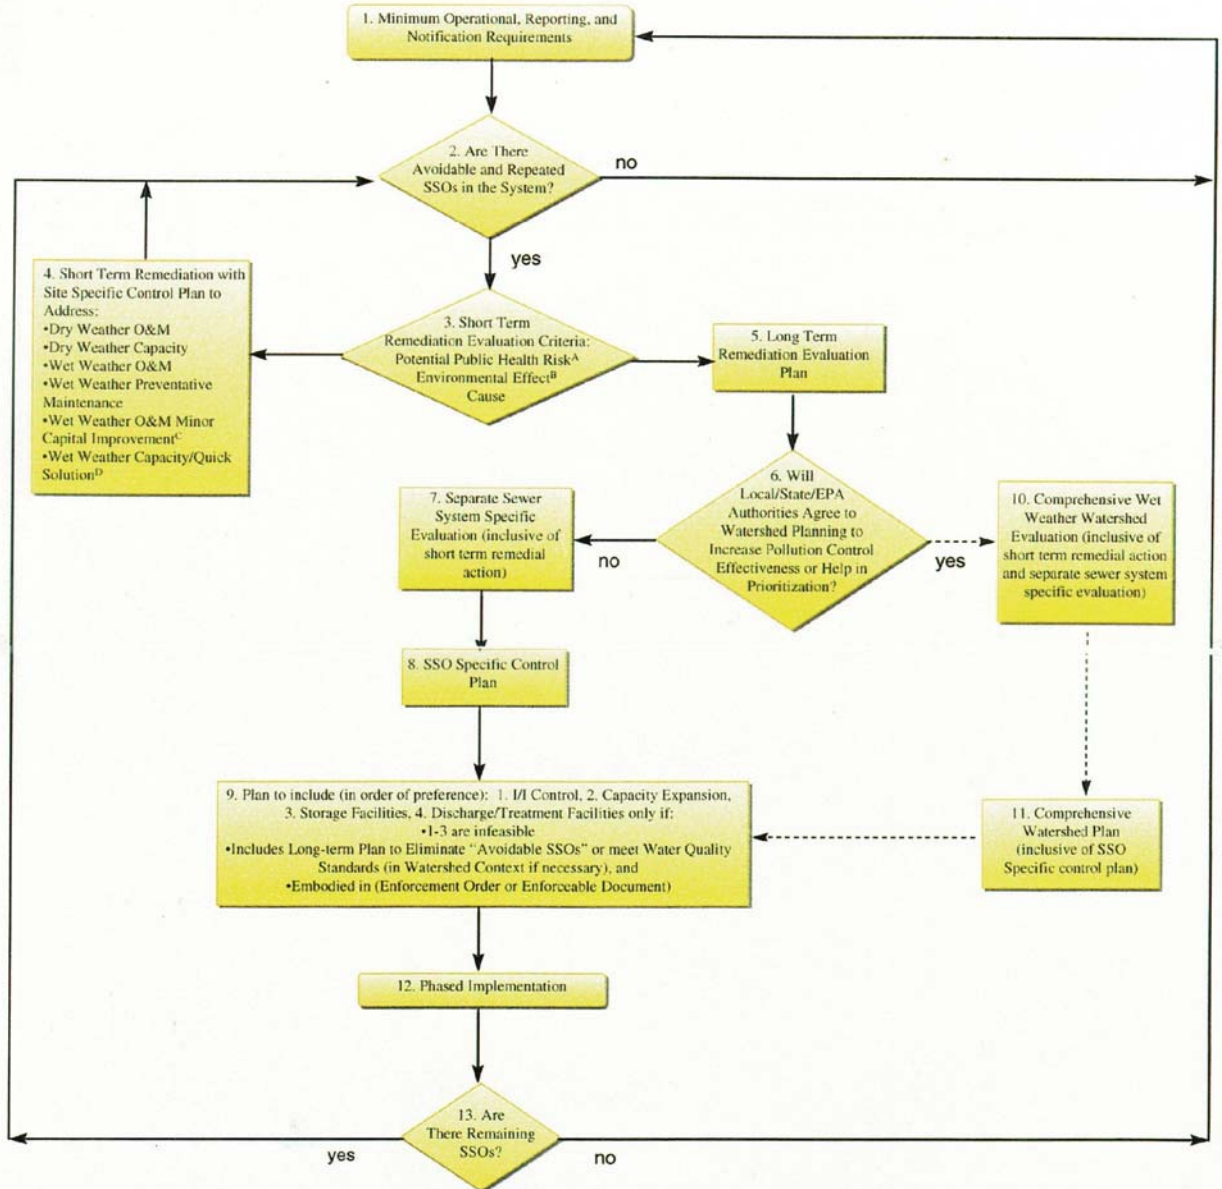 1. Minimum Operational, Reporting, and
Notification Requirements
2. Are There
Avoidable and Repeated
SSOs in the System?
no
yes
4. Short Term Remediation with
Site Specific Control Plan to
Address:
•Dry Weather O&M
•Dry Weather Capacity
•Wet Weather O&M
•Wet Weather Preventative
Maintenance
•Wet Weather O&M Minor
Capital Improvement^C
•Wet Weather Capacity/Quick
Solution^D
3. Short Term
Remediation Evaluation Criteria:
Potential Public Health Risk^A
Environmental Effect^B
Cause
5. Long Term
Remediation Evaluation
Plan
6. Will
Local/State/EPA
Authorities Agree to
Watershed Planning to
Increase Pollution Control
Effectiveness or Help in
Prioritization?
no
yes
7. Separate Sewer
System Specific
Evaluation (inclusive of
short term remedial
action)
10. Comprehensive Wet
Weather Watershed
Evaluation (inclusive of
short term remedial action
and separate sewer system
specific evaluation)
8. SSO Specific Control
Plan
9. Plan to include (in order of preference): 1. I/I Control, 2. Capacity Expansion,
3. Storage Facilities, 4. Discharge/Treatment Facilities only if:
•1-3 are infeasible
•Includes Long-term Plan to Eliminate “Avoidable SSOs” or meet Water Quality
Standards (in Watershed Context if necessary), and
•Embodied in (Enforcement Order or Enforceable Document)
11. Comprehensive
Watershed Plan
(inclusive of SSO
Specific control plan)
12. Phased Implementation
13. Are
There Remaining
SSOs?
yes
no